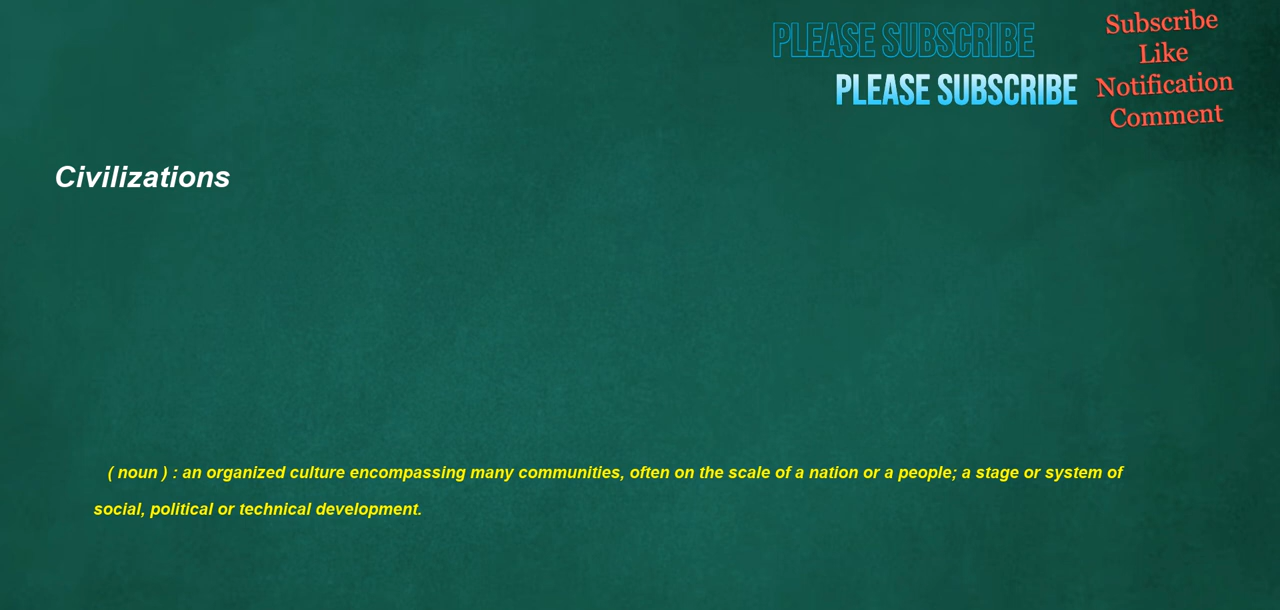 PLEASE SUBSCRIBE
PLEASE SUBSCRIBE
Subscribe
Like
Notification
Comment
Civilizations
( noun ) : an organized culture encompassing many communities, often on the scale of a nation or a people; a stage or system of
social, political or technical development.